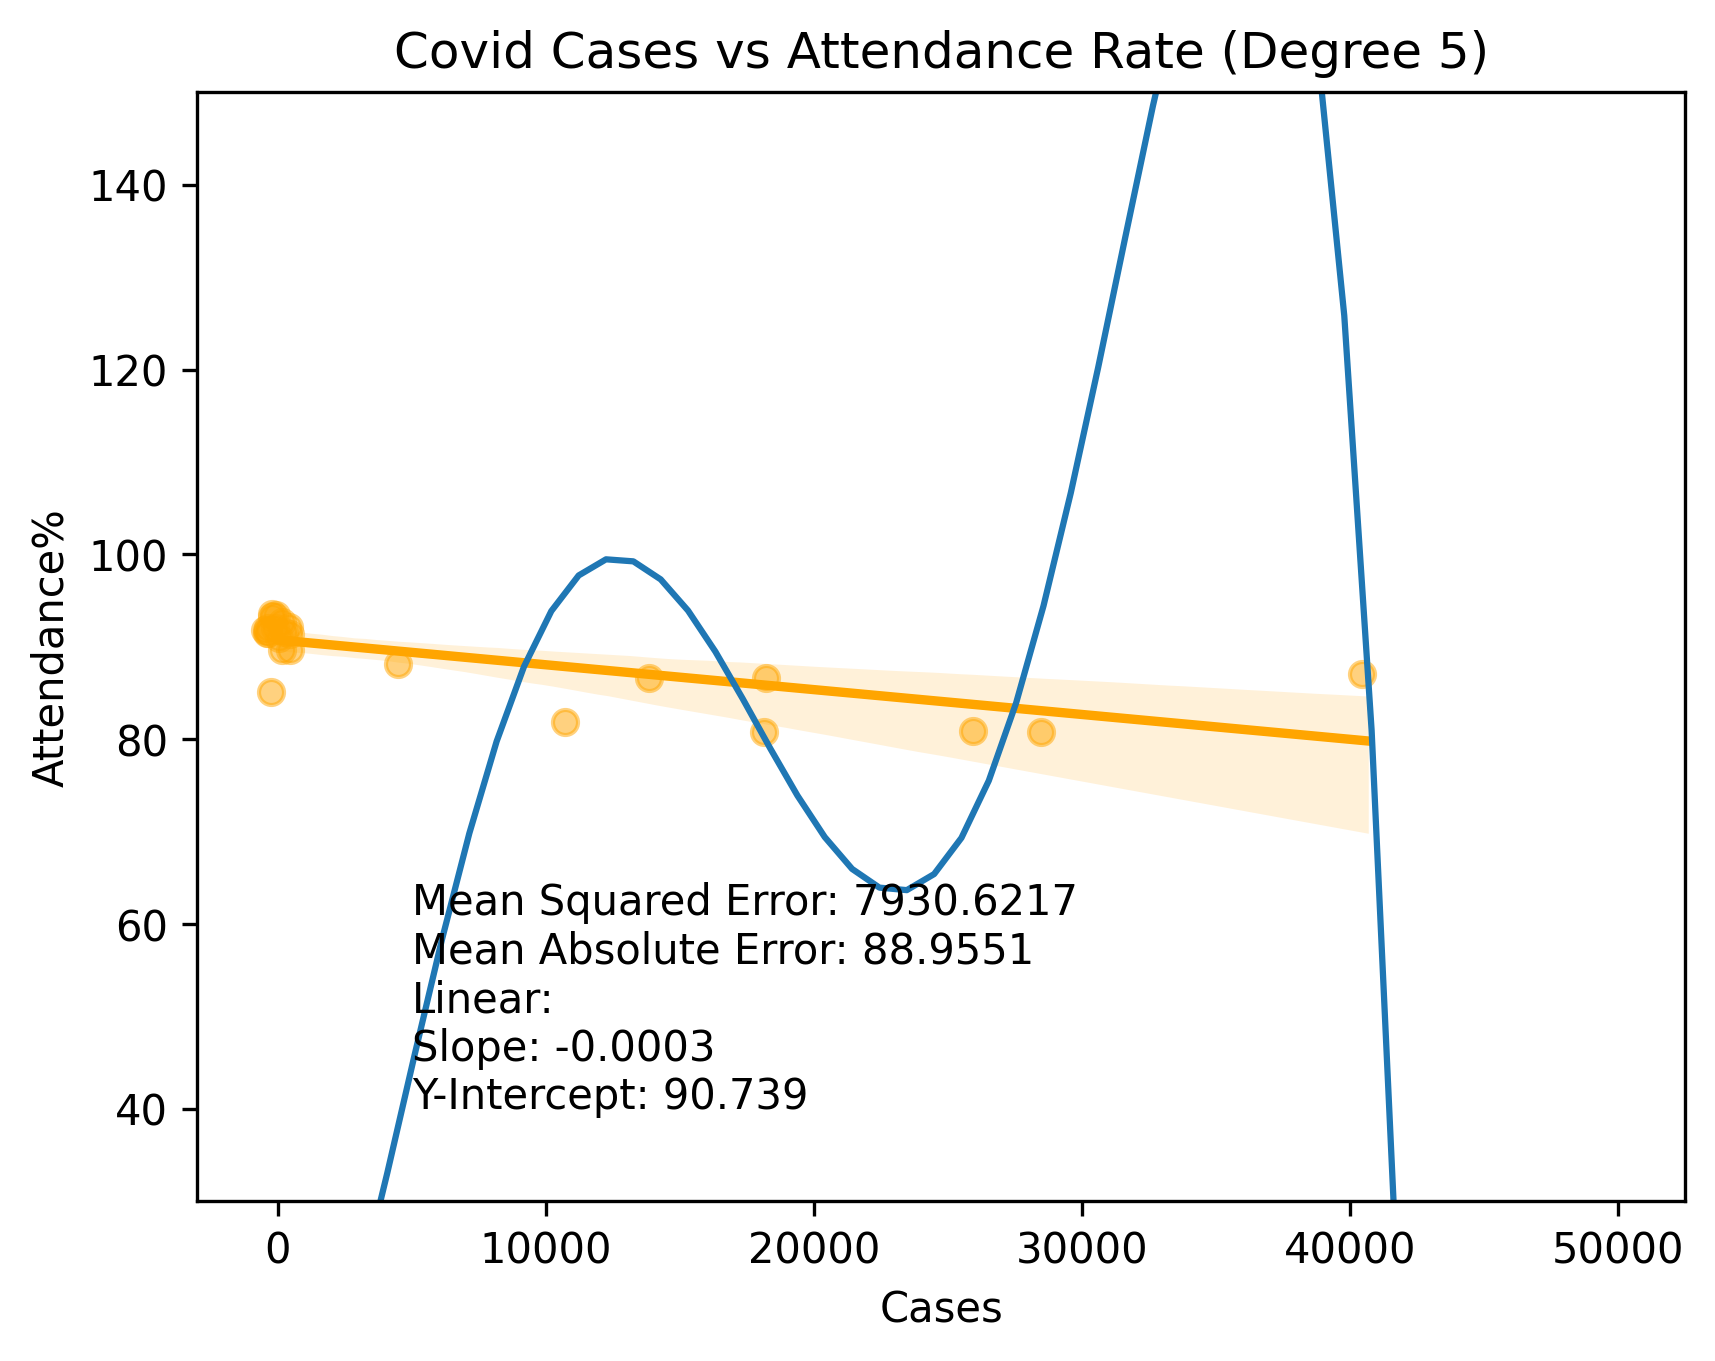 Covid Cases vs Attendance Rate (Degree 5)
140
120
100
80
60
40
Attendance%
Mean Squared Error: 7930.6217
Mean Absolute Error: 88.9551
Linear:
Slope: -0.0003
Y-Intercept: 90.739
0 10000 20000 30000 40000 50000
Cases